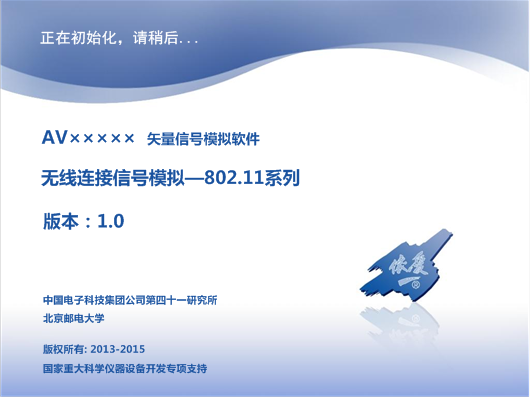 正在初始化，请稍后...
AV××××× 矢量信号模拟软件
无线连接信号模拟—802.11系列
版本：1.0
依爱
®
中国电子科技集团公司第四十一研究所
北京邮电大学
版权所有: 2013-2015
国家重大科学仪器设备开发专项支持